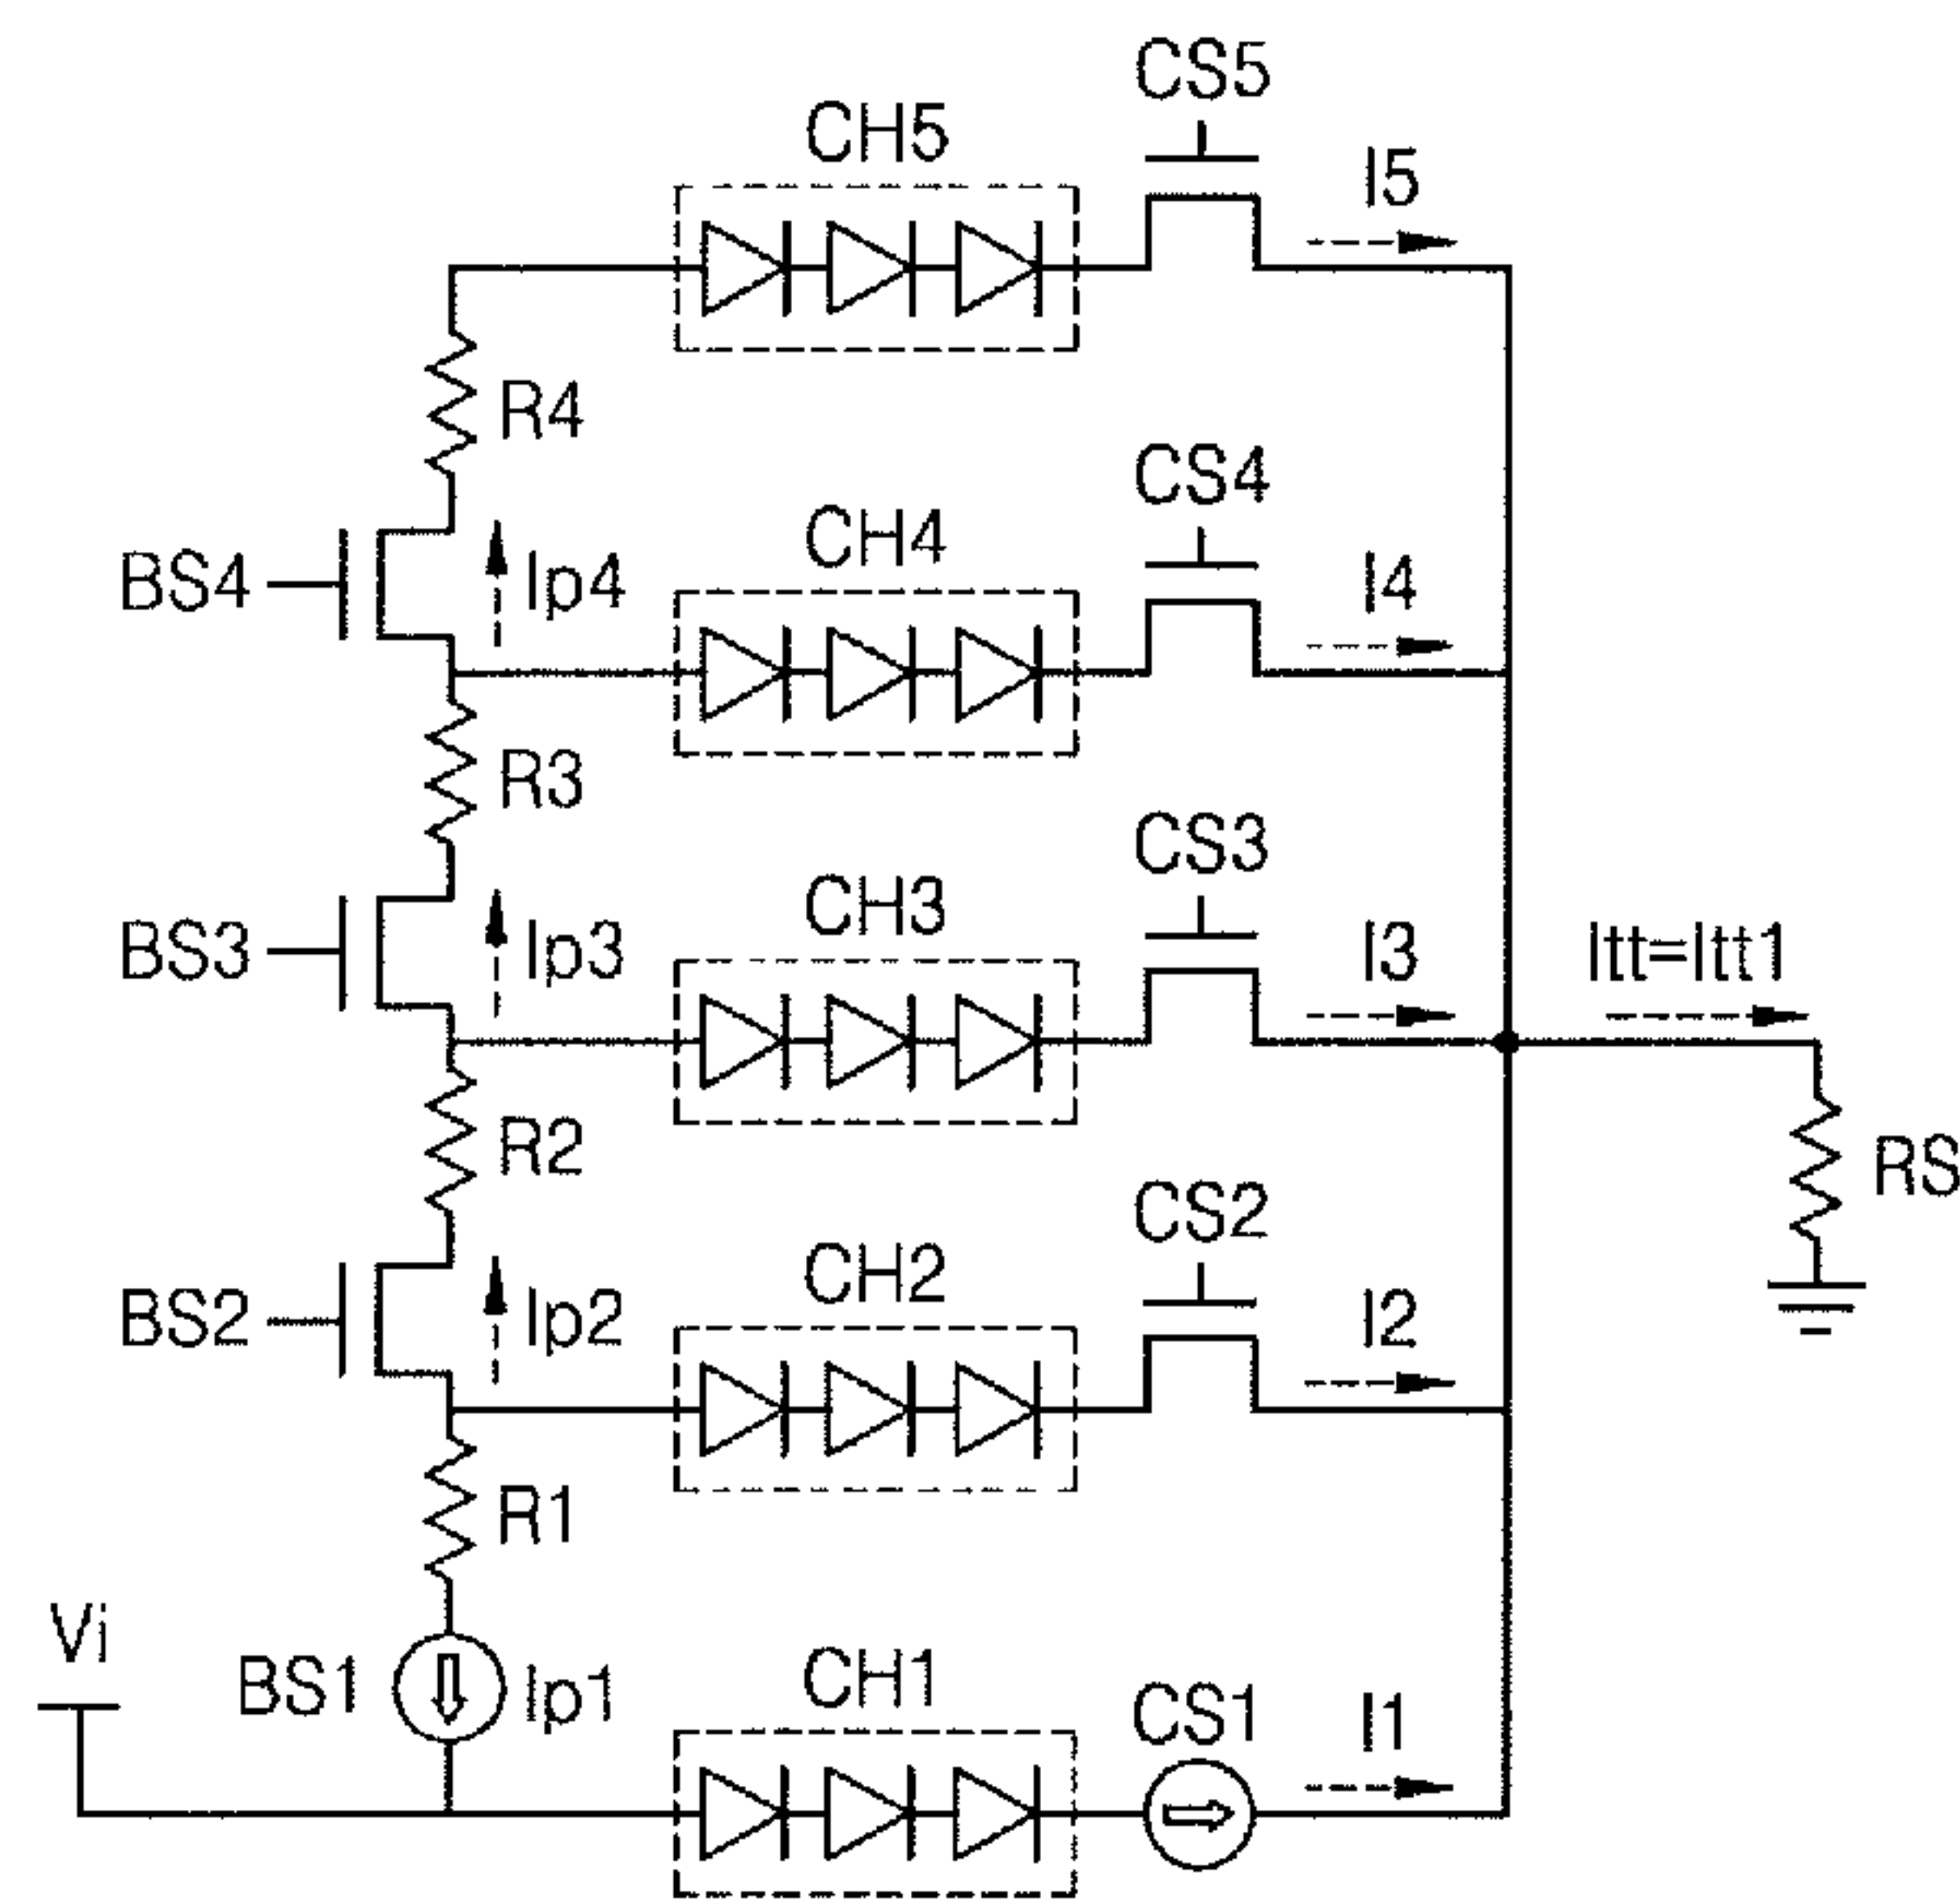 CS5
CH5
I5
R4
CS4
CH4
I4
BS4
Ip4
R3
CS3
CH3
I3
Itt=Itt1
BS3
Ip3
R2
RS
CS2
CH2
I2
BS2
Ip2
R1
Vi
BS1
Ip1
CH1
CS1
I1